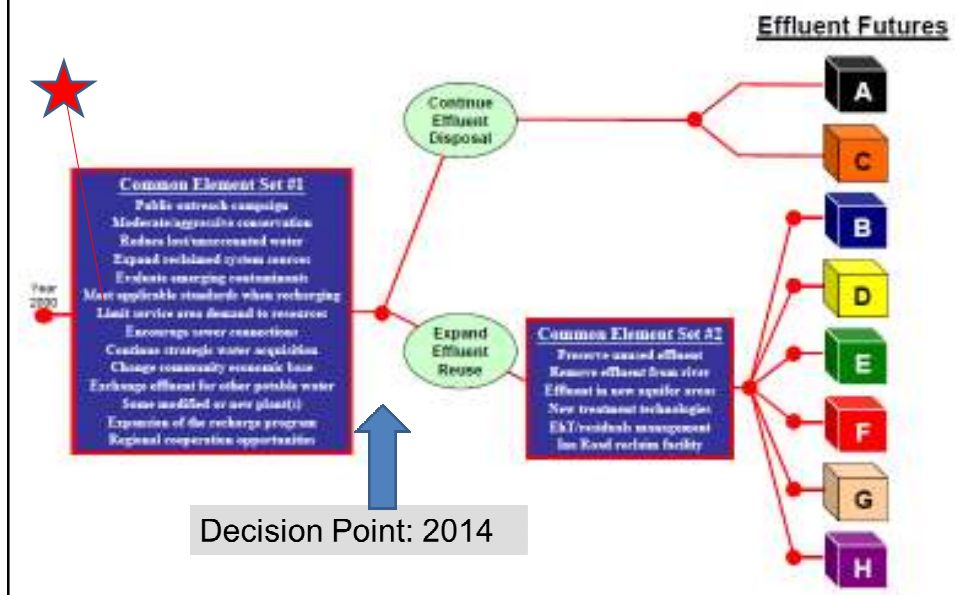 Effluent Futures
A
Continue
Effluent
Disposal
C
Common Element Set #1
Public outreach campaign
Moderate/aggressive conservation
Reduce lost/unaccounted water
Expand reclaimed system sources
Evaluate emerging contaminants
Meet applicable standards when recharging
Limit service area demand to resources
Encourage sewer connections
Continue strategic water acquisition
Change community economic base
Exchange effluent for other potable water
Some modified or new plant(s)
Expansion of the recharge program
Regional cooperation opportunities
Year
2000
B
D
Expand
Effluent
Reuse
Common Element Set #2
Preserve unused effluent
Remove effluent from river
Effluent in new aquifer areas
New treatment technologies
residuals management
Road reclaim facility
E
F
G
H
Decision Point: 2014